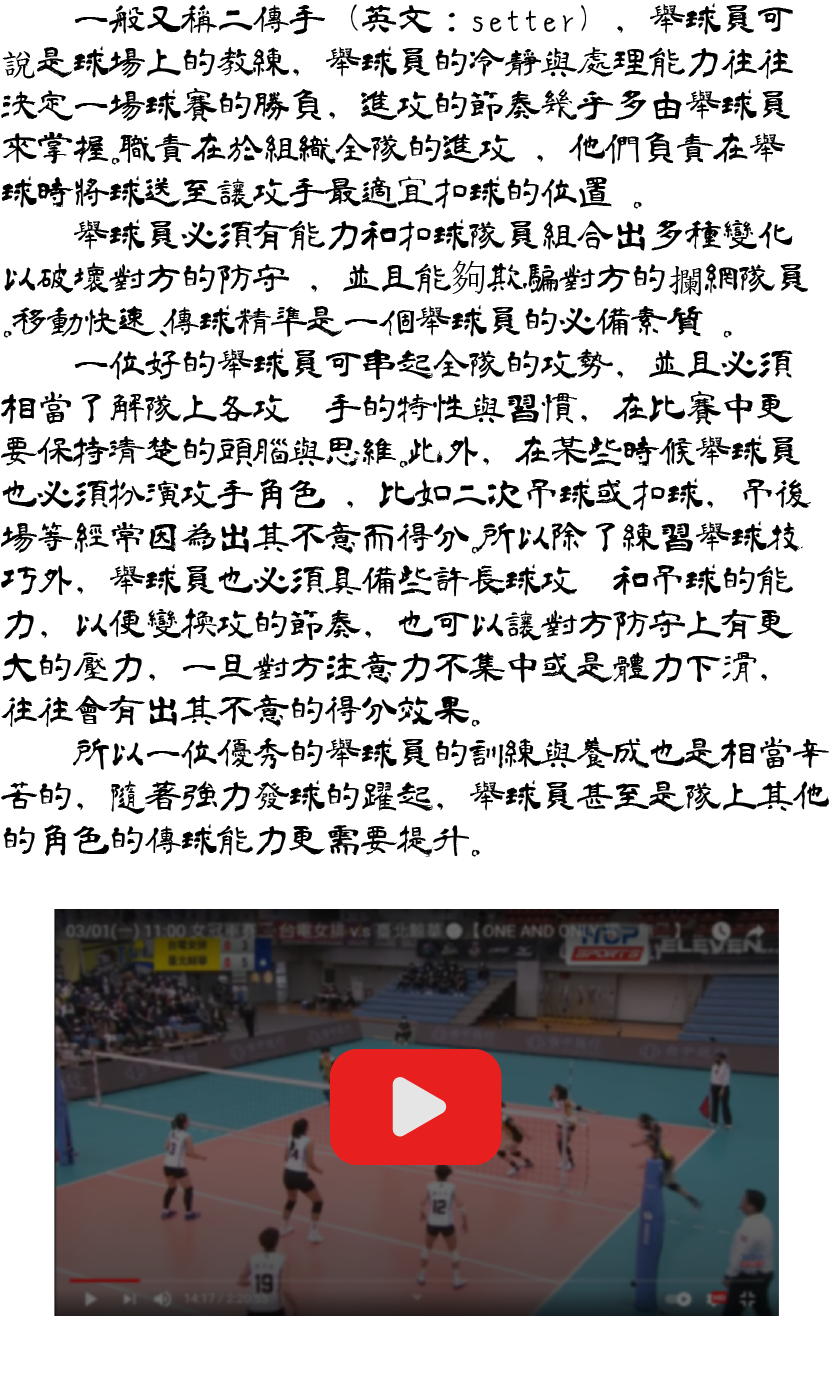 一般又稱二傳手（英文：setter），舉球員可
說是球場上的教練，舉球員的冷靜與處理能力往往
決定一場球賽的勝負，進攻的節奏幾乎多由舉球員
來掌握。職責在於組織全隊的進攻，他們負責在舉
球時將球送至讓攻手最適宜扣球的位置。
舉球員必須有能力和扣球隊員組合出多種變化
以破壞對方的防守，並且能夠欺騙對方的攔網隊員
。移動快速、傳球精準是一個舉球員的必備素質。
一位好的舉球員可串起全隊的攻勢，並且必須
相當了解隊上各攻　手的特性與習慣，在比賽中更
要保持清楚的頭腦與思維。此外，在某些時候舉球員
也必須扮演攻手角色，比如二次吊球或扣球，吊後
場等經常因為出其不意而得分。所以除了練習舉球技
巧外，舉球員也必須具備些許長球攻　和吊球的能
力，以便變換攻的節奏，也可以讓對方防守上有更
大的壓力，一旦對方注意力不集中或是體力下滑，
往往會有出其不意的得分效果。
所以一位優秀的舉球員的訓練與養成也是相當辛
苦的，隨著強力發球的躍起，舉球員甚至是隊上其他
的角色的傳球能力更需要提升。
03/01(一) 11:00 女冠軍賽 台電女排 v.s 臺北鯨華 【ONE AND ONLY
台電女排
臺北鯨華
SPORTS
ELEVEN
12
19
14:17 / 2:20